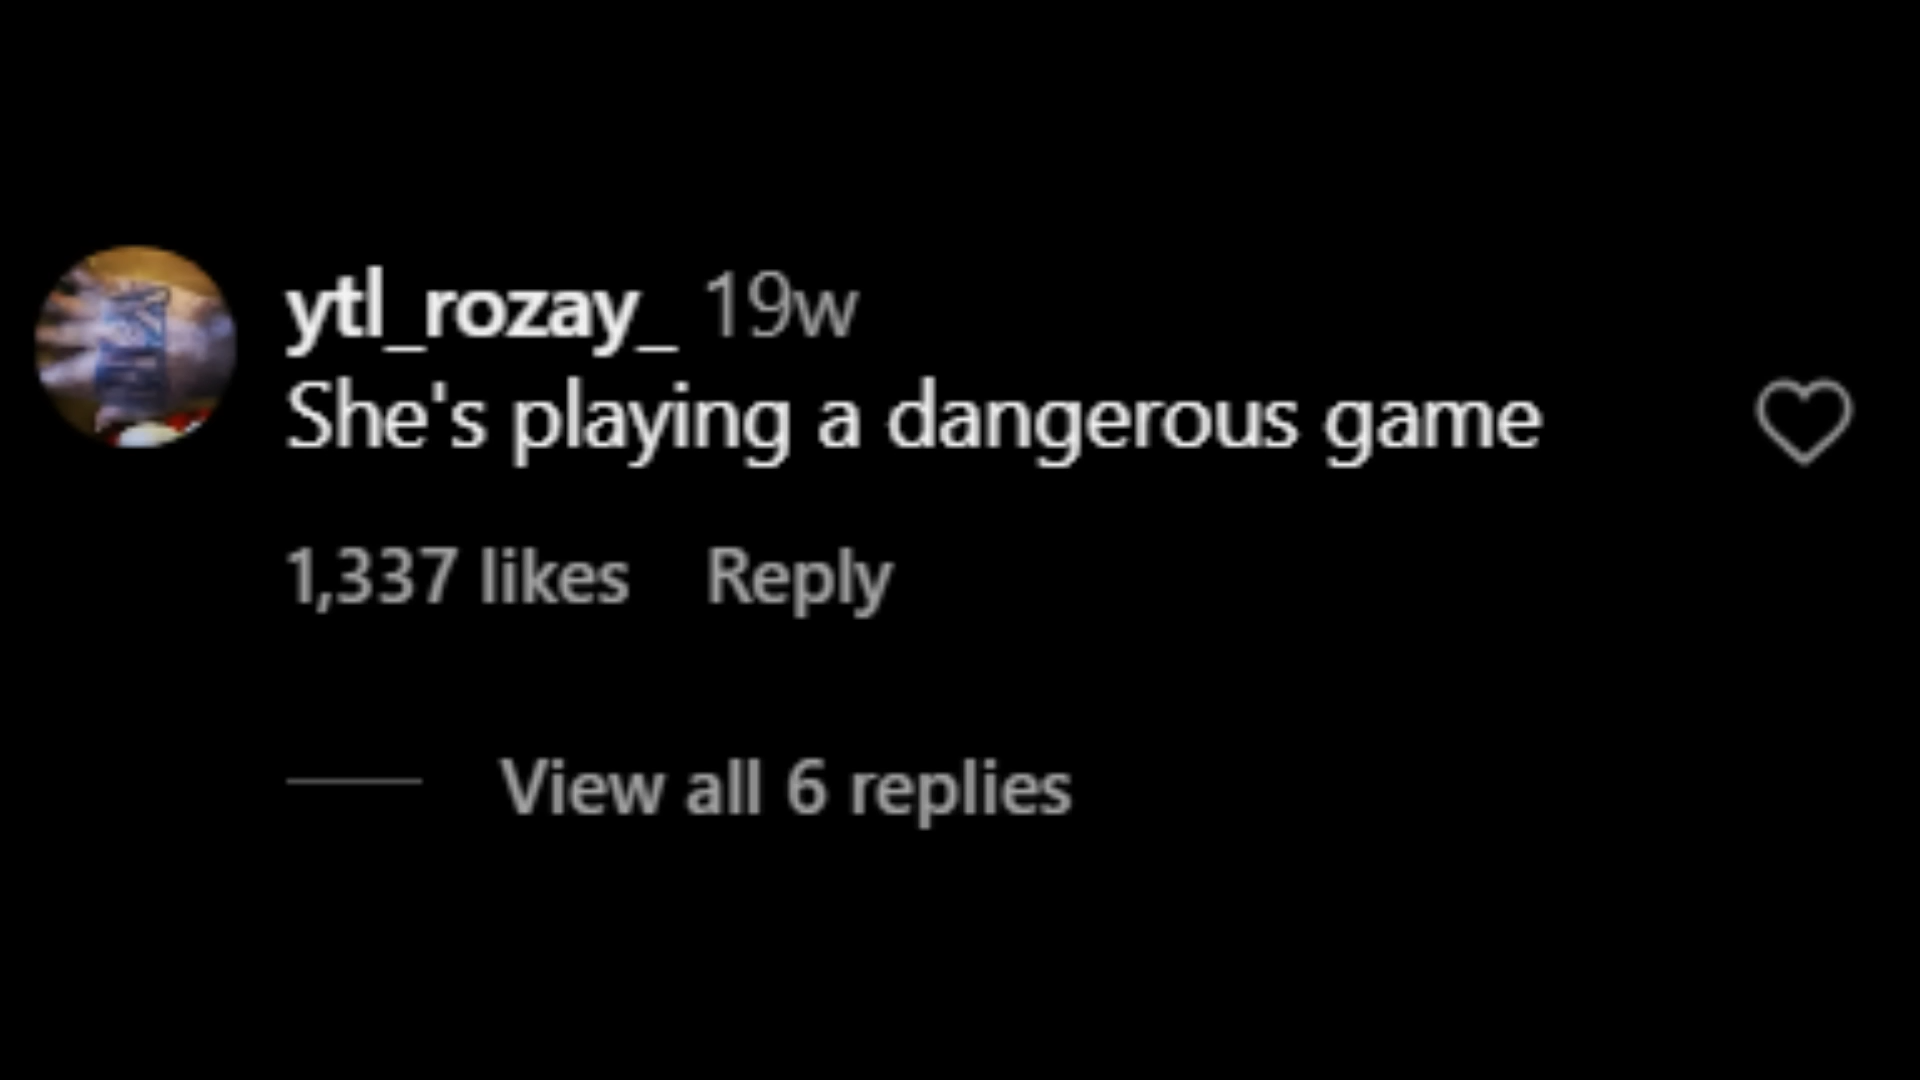 ytl_rozay_ 19w
She's playing a dangerous game
1,337 likes Reply
View all 6 replies